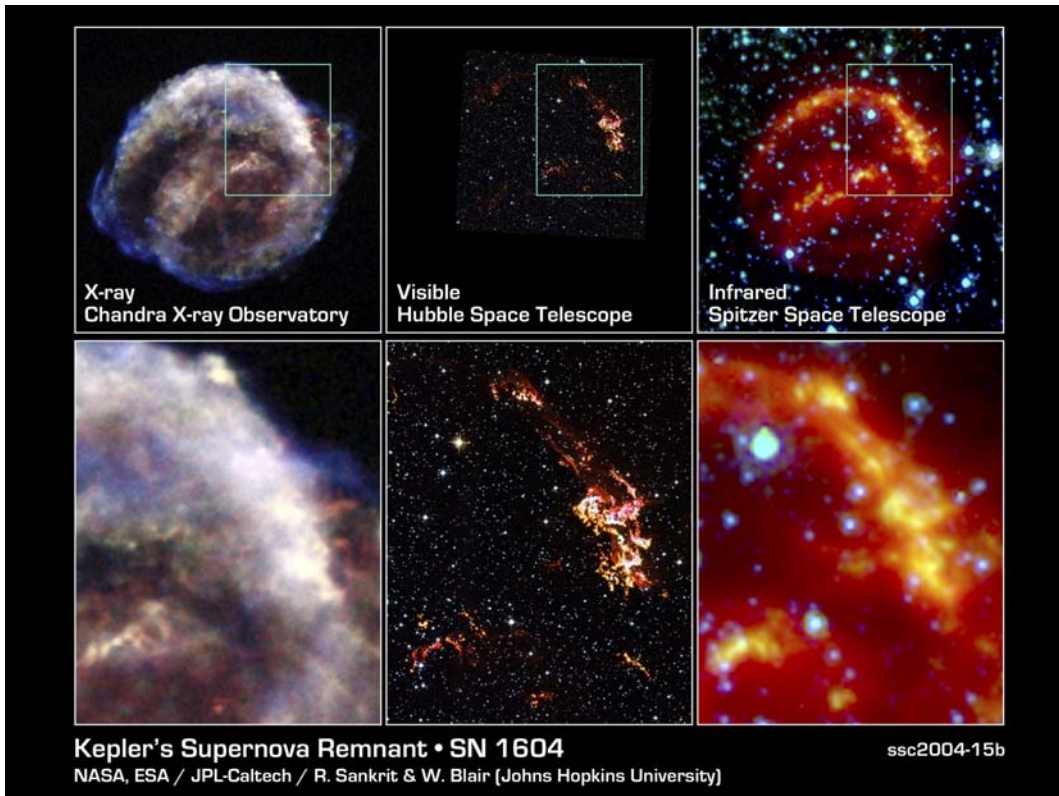 X-ray
Chandra X-ray Observatory
Visible
Hubble Space Telescope
Infrared
Spitzer Space Telescope
Kepler's Supernova Remnant • SN 1604
ssc2004-15b
NASA, ESA / JPL-Caltech / R. Sankrit & W. Blair (Johns Hopkins University)